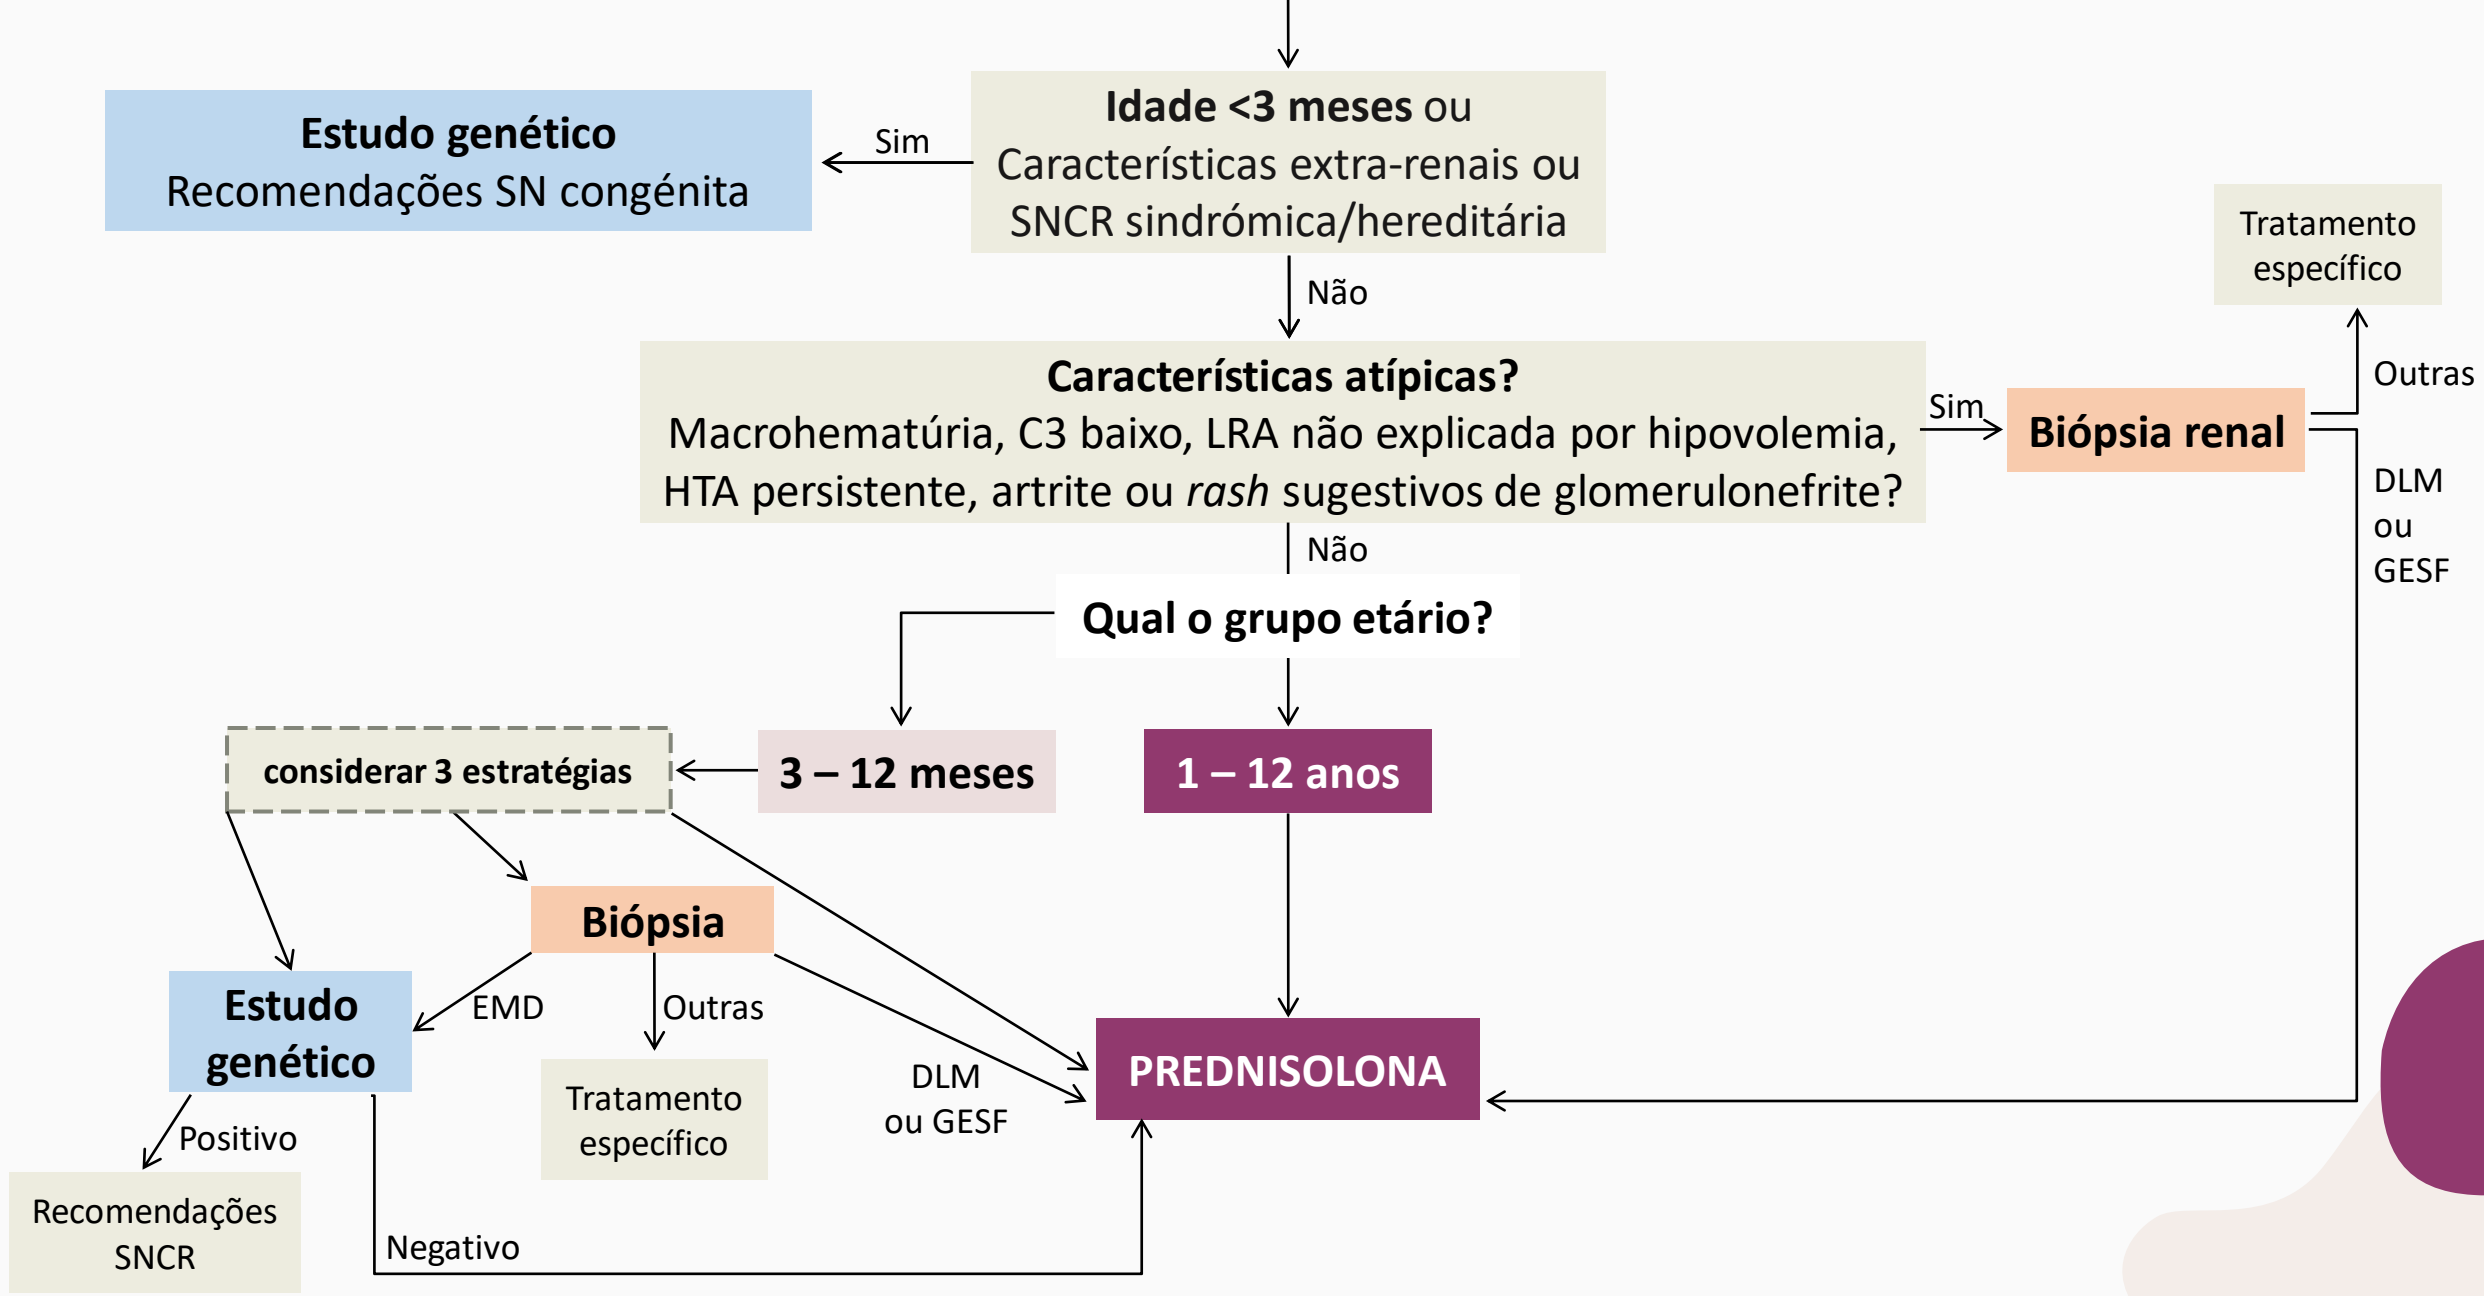 Idade <3 meses ou
Características extra-renais ou
SNCR sindrómica/hereditária
Sim
Estudo genético
Recomendações SN congénita
Não
Características atípicas?
Macrohematúria, C3 baixo, LRA não explicada por hipovolemia,
HTA persistente, artrite ou rash sugestivos de glomerulonefrite?
Sim
Biópsia renal
Outras
Tratamento
específico
DLM
ou
GESF
Não
Qual o grupo etário?
3 – 12 meses
1 – 12 anos
considerar 3 estratégias
Biópsia
EMD
Outras
DLM
ou GESF
Estudo
genético
Tratamento
específico
PREDNISOLONA
Positivo
Recomendações
SNCR
Negativo